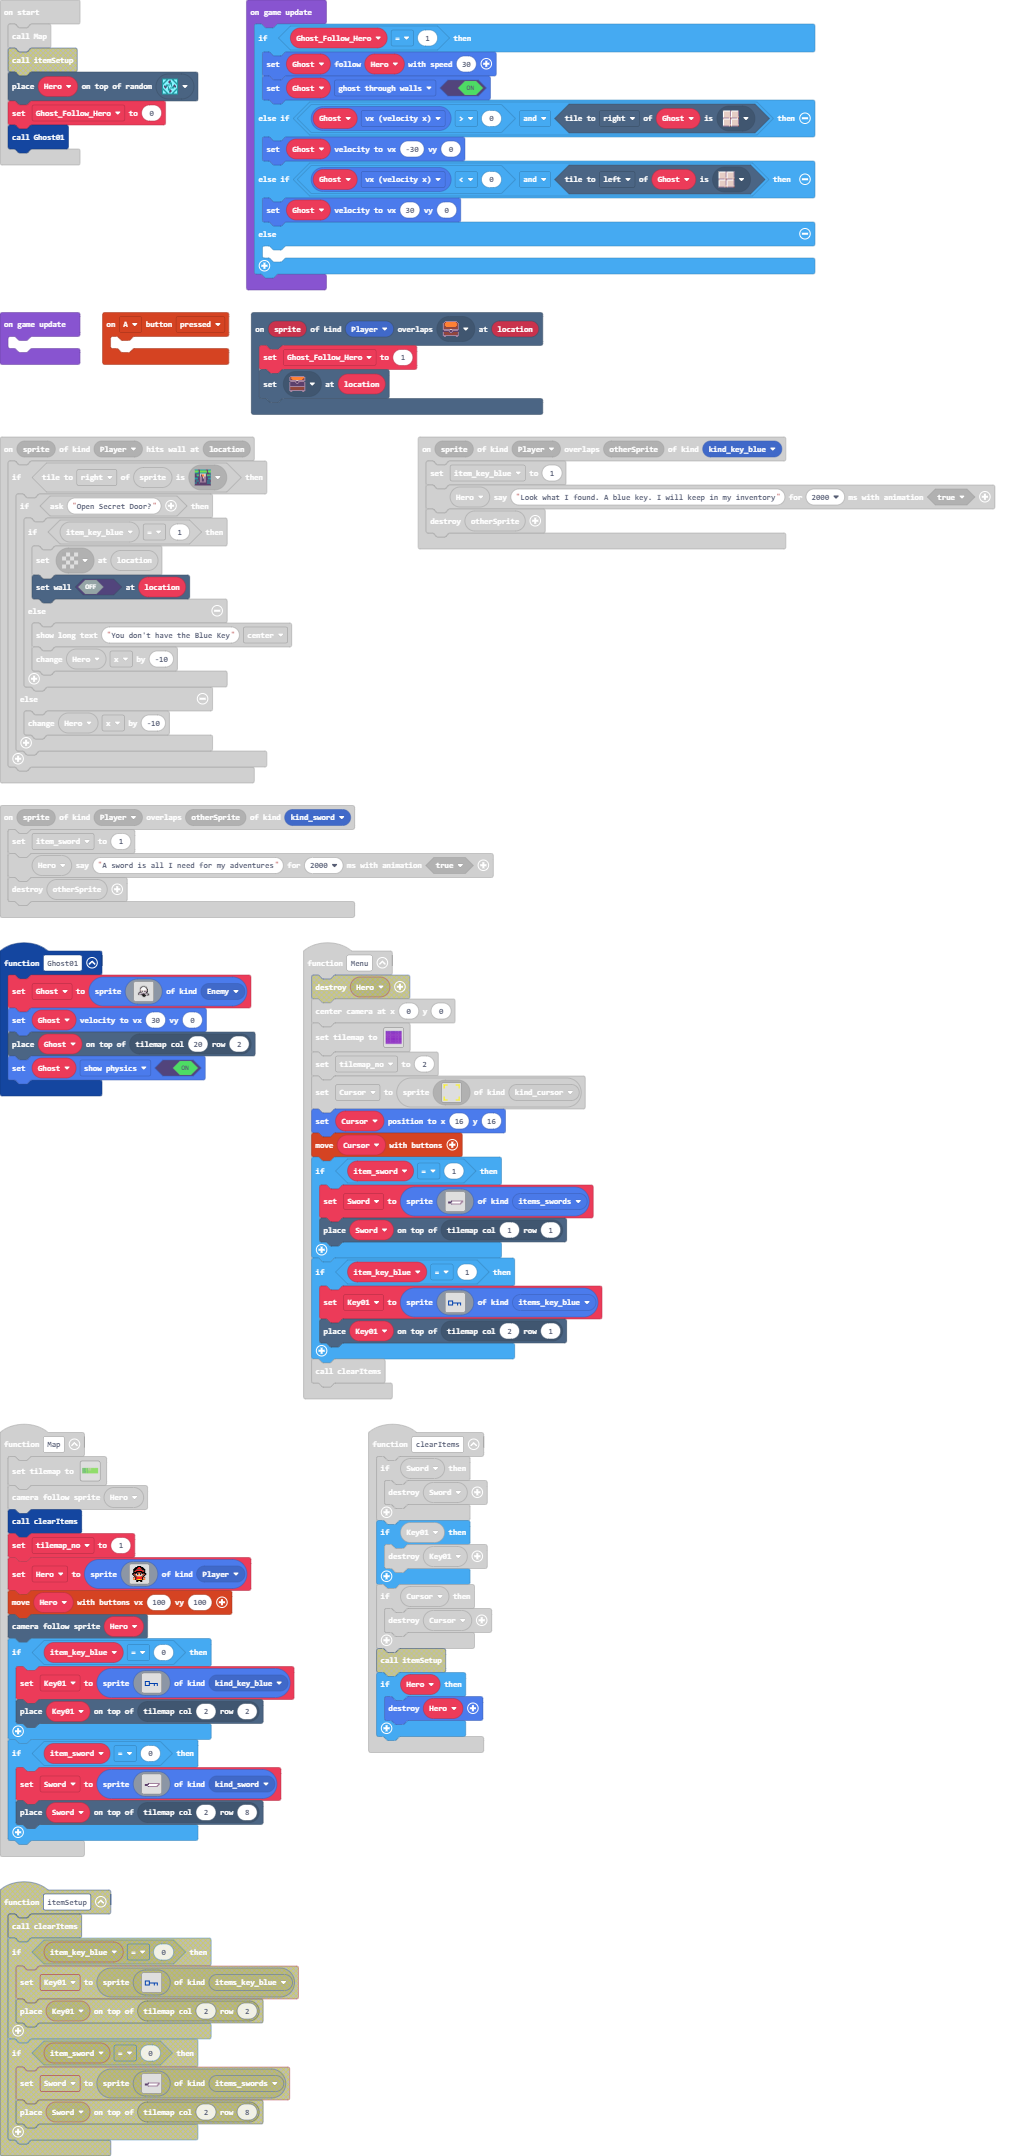 on start
call Map
call itemSetup
place Hero on top of random
set Ghost_Follow_Hero to 0
call Ghost01
on game update
if Ghost_Follow_Hero = 1 then
set Ghost follow Hero with speed 30
set Ghost ghost through walls ON
else if Ghost vx (velocity x) > 0 and tile to right of Ghost is then
set Ghost velocity to vx -30 vy 0
else if Ghost vx (velocity x) < 0 and tile to left of Ghost is then
set Ghost velocity to vx 30 vy 0
else
on game update
on A button pressed
on sprite of kind Player overlaps at location
set Ghost_Follow_Hero to 1
set at location
on sprite of kind Player hits wall at location
if tile to right of sprite is then
if ask "Open Secret Door?" then
if item_key_blue = 1 then
set at location
set wall OFF at location
else
show long text "You don't have the Blue Key" center
change Hero x by -10
else
change Hero x by -10
on sprite of kind Player overlaps otherSprite of kind kind_key_blue
set item_key_blue to 1
Hero say "Look what I found. A blue key. I will keep in my inventory" for 2000 ms with animation true
destroy otherSprite
on sprite of kind Player overlaps otherSprite of kind kind_sword
set item_sword to 1
Hero say "A sword is all I need for my adventures" for 2000 ms with animation true
destroy otherSprite
function Ghost01
set Ghost to sprite of kind Enemy
set Ghost velocity to vx 30 vy 0
place Ghost on top of tilemap col 20 row 2
set Ghost show physics ON
function Menu
destroy Hero
center camera at x 0 y 0
set tilemap to
set tilemap_no to 2
set Cursor to sprite of kind kind_cursor
set Cursor position to x 16 y 16
move Cursor with buttons
if item_sword = 1 then
set Sword to sprite of kind items_swords
place Sword on top of tilemap col 1 row 1
if item_key_blue = 1 then
set Key01 to sprite of kind items_key_blue
place Key01 on top of tilemap col 2 row 1
call clearItems
function Map
set tilemap to
camera follow sprite Hero
call clearItems
set tilemap_no to 1
set Hero to sprite of kind Player
move Hero with buttons vx 100 vy 100
camera follow sprite Hero
if item_key_blue = 0 then
set Key01 to sprite of kind kind_key_blue
place Key01 on top of tilemap col 2 row 2
if item_sword = 0 then
set Sword to sprite of kind kind_sword
place Sword on top of tilemap col 2 row 8
function clearItems
if Sword then
destroy Sword
if Key01 then
destroy Key01
if Cursor then
destroy Cursor
call itemSetup
if Hero then
destroy Hero
function itemSetup
call clearItems
if item_key_blue = 0 then
set Key01 to sprite of kind items_key_blue
place Key01 on top of tilemap col 2 row 2
if item_sword = 0 then
set Sword to sprite of kind items_swords
place Sword on top of tilemap col 2 row 8